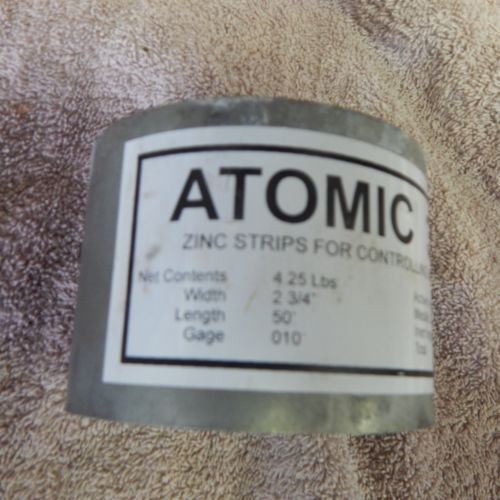 ATOMIC
ZINC STRIPS FOR CONTROLLING
Net Contents 4.25 Lbs
Width 2 3/4"
Length 50'
Gage 010"